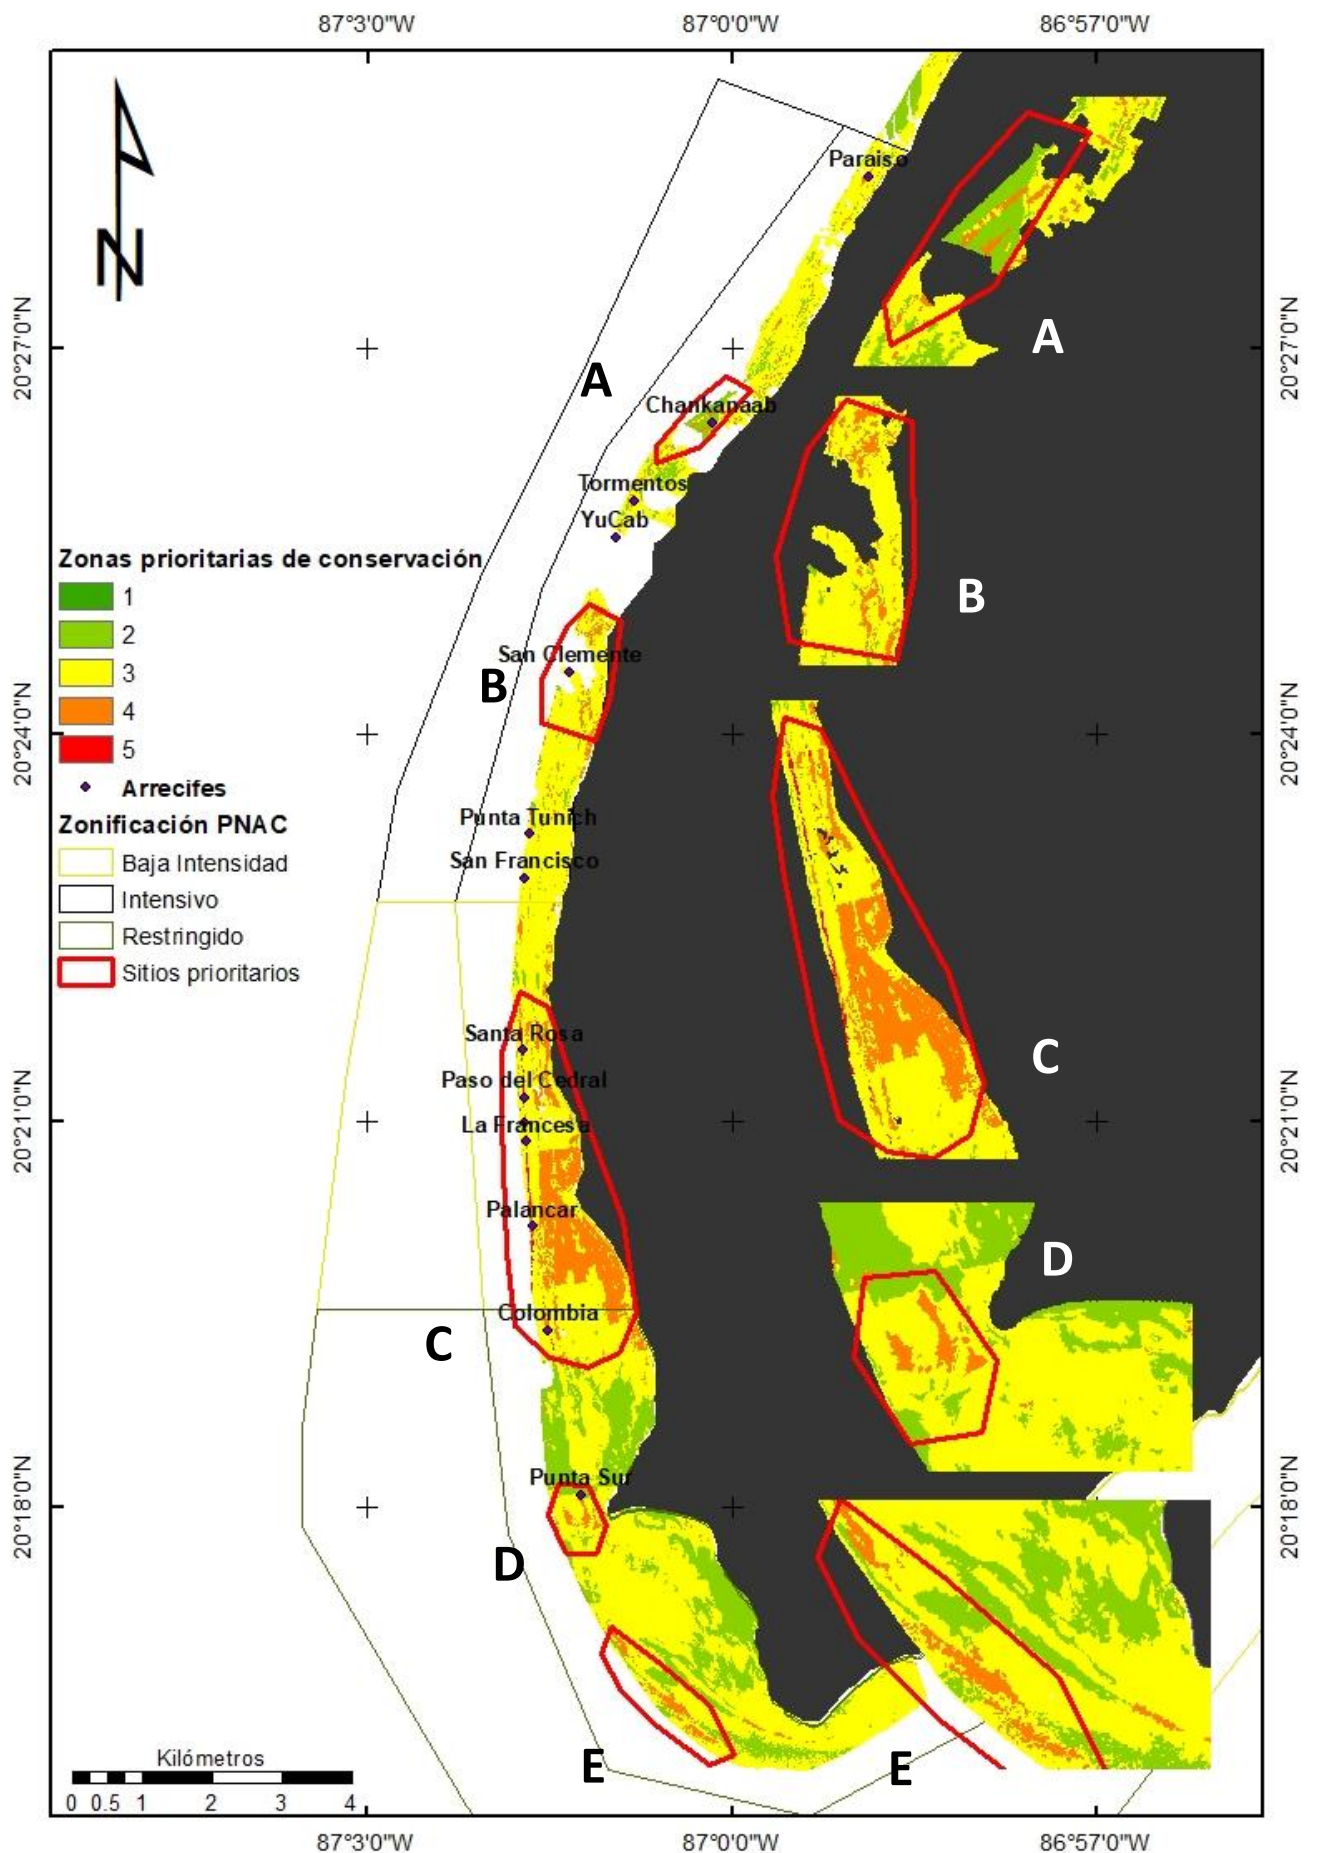 87°3'0"W 87°0'0"W 86°57'0"W
N
Paraiso
A
20°27'0"N 20°27'0"N
A
Chankanaab
Tormentos
YuCab
B
San Clemente
B
Zonas prioritarias de conservación
1
2
3
4
5
Arrecifes
Zonificación PNAC
Baja Intensidad
Intensivo
Restringido
Sitios prioritarios
20°24'0"N 20°24'0"N
Punta Tunich
San Francisco
Santa Rosa
C
Paso del Cedral
20°21'0"N 20°21'0"N
La Francesa
Palancar
D
Colombia
C
Punta Sur
20°18'0"N 20°18'0"N
D
E E
Kilómetros
0 0.5 1 2 3 4
87°3'0"W 87°0'0"W 86°57'0"W